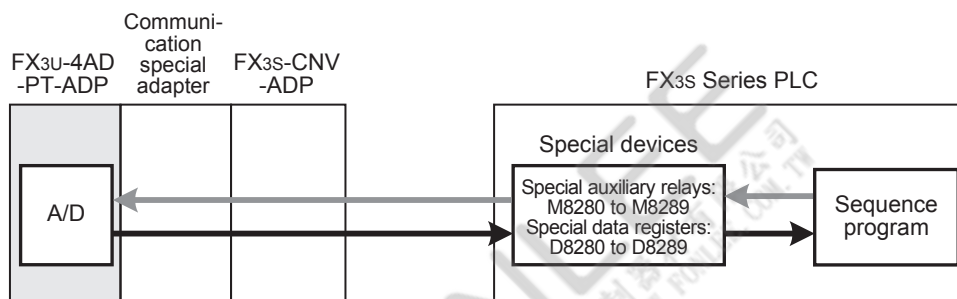 Communi-
cation
special
adapter
FX3U-4AD
-PT-ADP
FX3S-CNV
-ADP
FX3S Series PLC
Special devices
A/D
Special auxiliary relays:
M8280 to M8289
Special data registers:
D8280 to D8289
Sequence
program